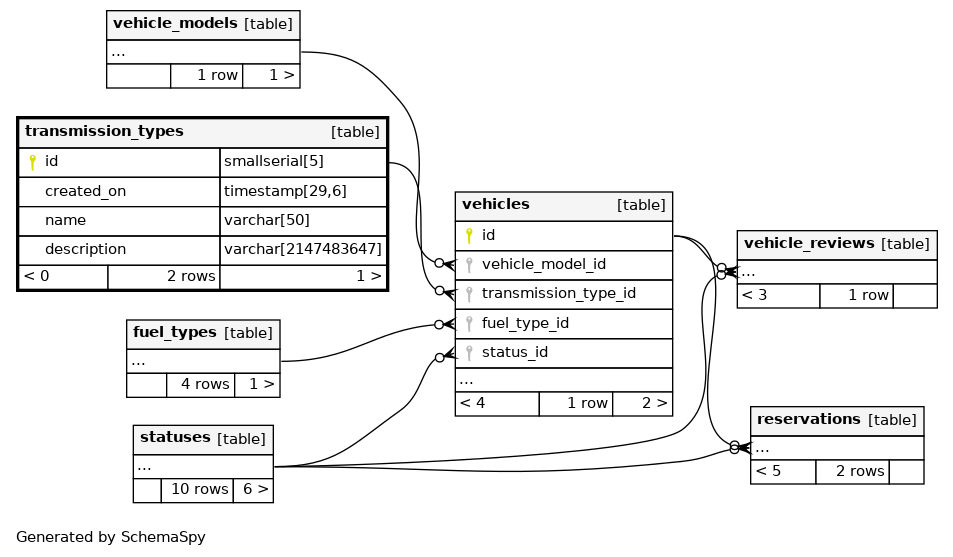 vehicle_models [table]
...
1 row 1 >
transmission_types [table]
id smallserial[5]
created_on timestamp[29,6]
name varchar[50]
description varchar[2147483647]
< 0 2 rows 1 >
vehicles [table]
id
vehicle_model_id
transmission_type_id
fuel_type_id
status_id
...
< 4 1 row 2 >
vehicle_reviews [table]
...
< 3 1 row
fuel_types [table]
...
4 rows 1 >
statuses [table]
...
10 rows 6 >
reservations [table]
...
< 5 2 rows
Generated by SchemaSpy